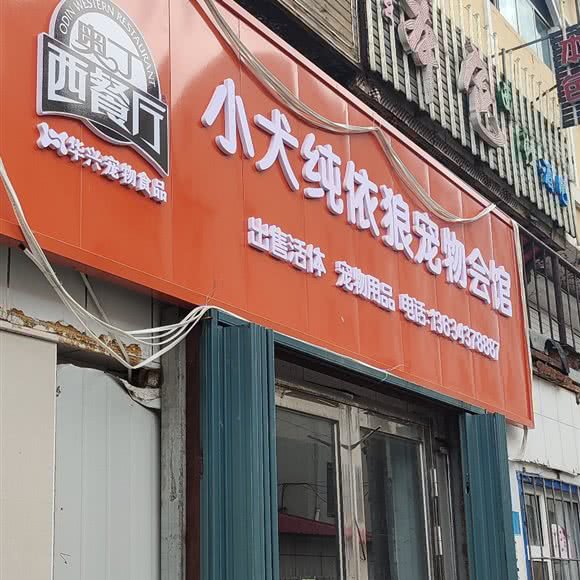 ODIN WESTERN RESTAURANT
奥丁
西餐厅
华兴宠物食品
小犬纯依狼宠物会馆
出售活体 宠物用品 电话:13634378887